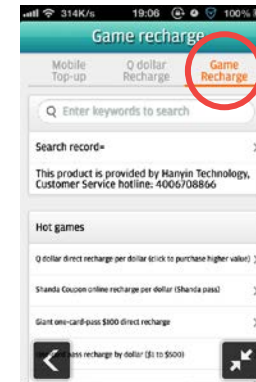 314K/s 19:06 100%
Game recharge
Mobile Q dollar Game
Top-up Recharge Recharge
Enter keywords to search
Search record=
This product is provided by Hanyin Technology,
Customer Service hotline: 4006708866
Hot games
Q dollar direct recharge per dollar (click to purchase higher value)
Shanda Coupon online recharge per dollar (Shanda pass)
Giant one-card-pass $100 direct recharge
pass recharge by dollar ($1 to $500)